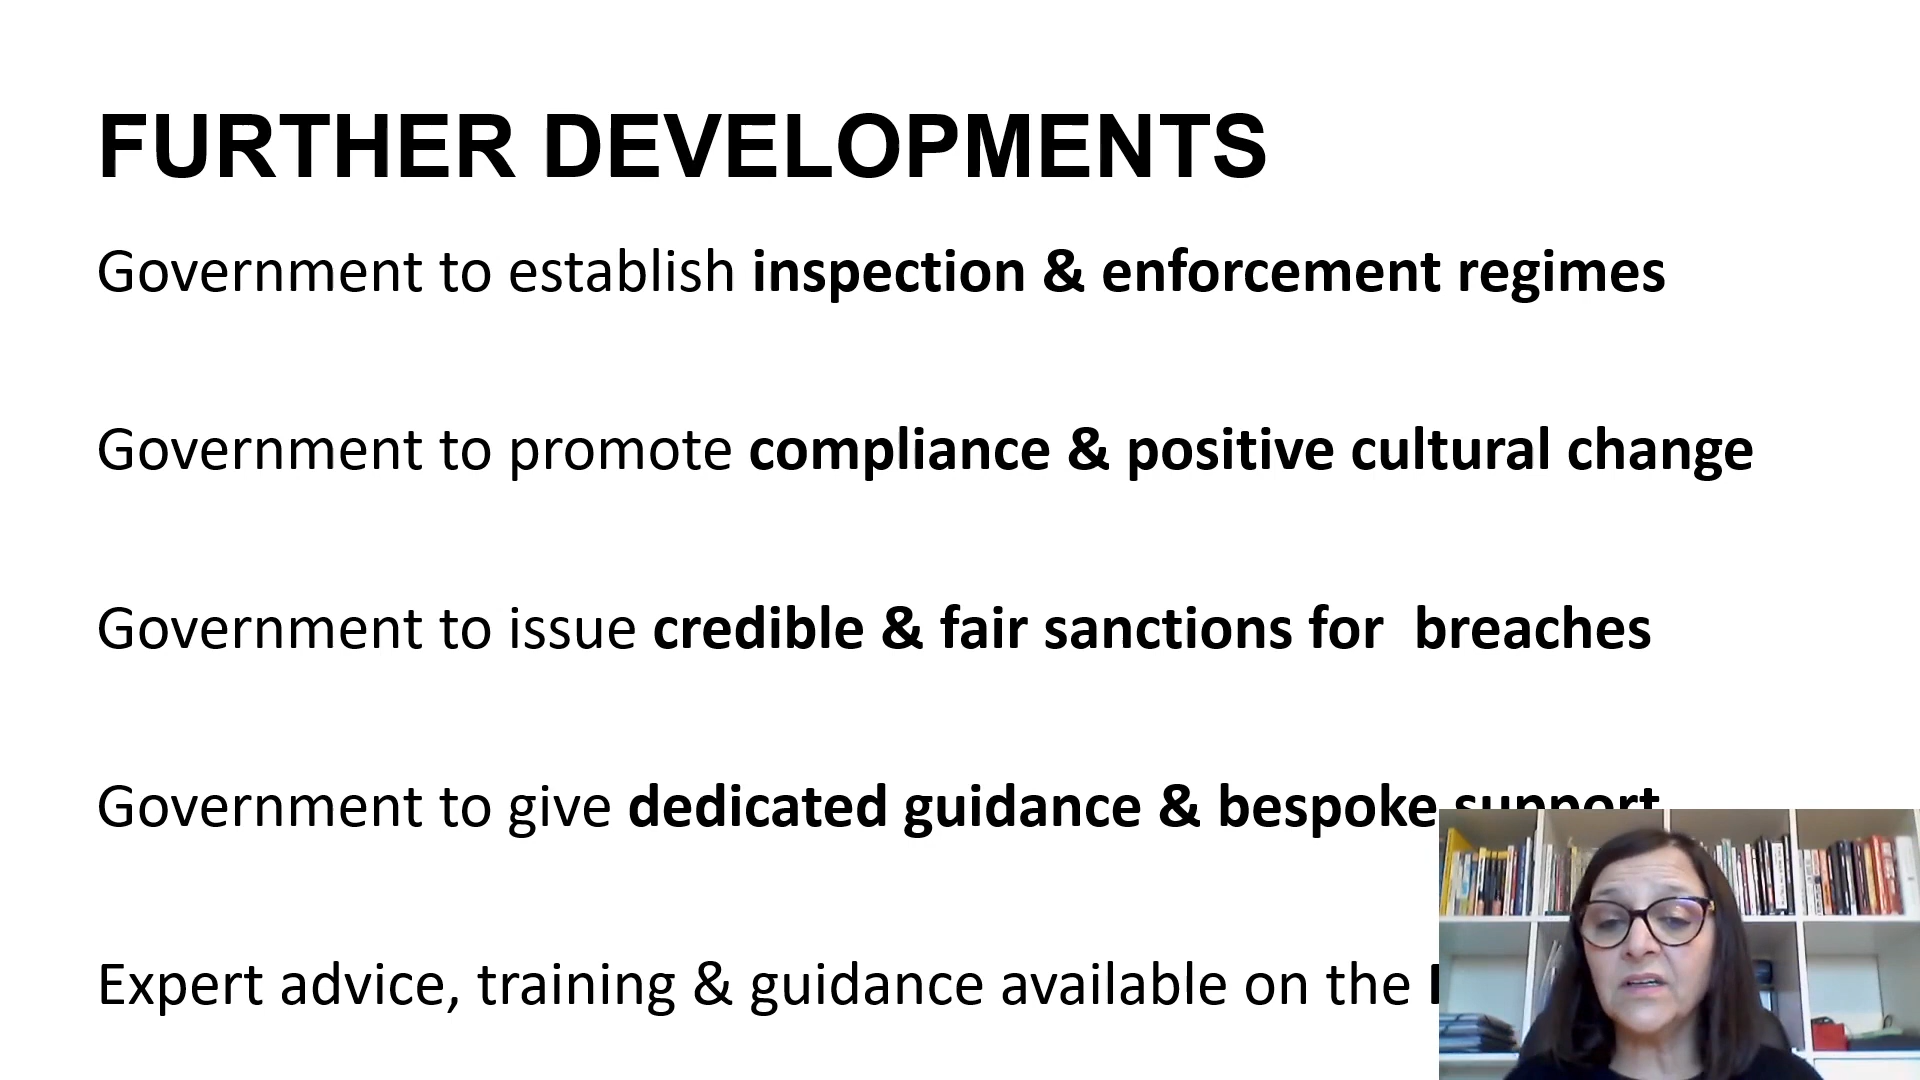 FURTHER DEVELOPMENTS
Government to establish inspection & enforcement regimes
Government to promote compliance & positive cultural change
Government to issue credible & fair sanctions for  breaches
Government to give dedicated guidance & bespoke support
Expert advice, training & guidance available on the